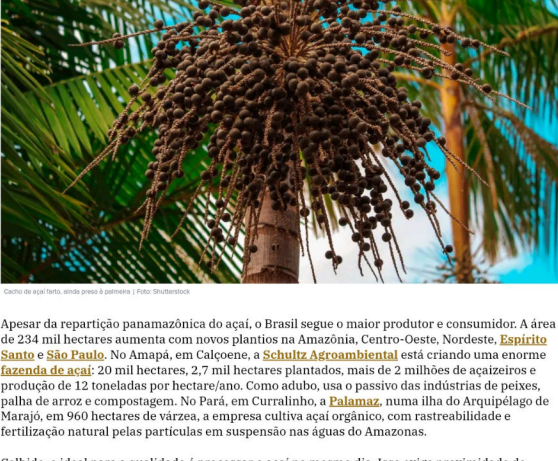 Cacho de açaí farto, ainda preso à palmeira | Foto: Shutterstock
Apesar da repartição panamazônica do açaí, o Brasil segue o maior produtor e consumidor. A área
de 234 mil hectares aumenta com novos plantios na Amazônia, Centro-Oeste, Nordeste, Espírito
Santo e São Paulo. No Amapá, em Calçoene, a Schultz Agroambiental está criando uma enorme
fazenda de açaí: 20 mil hectares, 2,7 mil hectares plantados, mais de 2 milhões de açaizeiros e
produção de 12 toneladas por hectare/ano. Como adubo, usa o passivo das indústrias de peixes,
palha de arroz e compostagem. No Pará, em Curralinho, a Palamaz, numa ilha do Arquipélago de
Marajó, em 960 hectares de várzea, a empresa cultiva açaí orgânico, com rastreabilidade e
fertilização natural pelas partículas em suspensão nas águas do Amazonas.